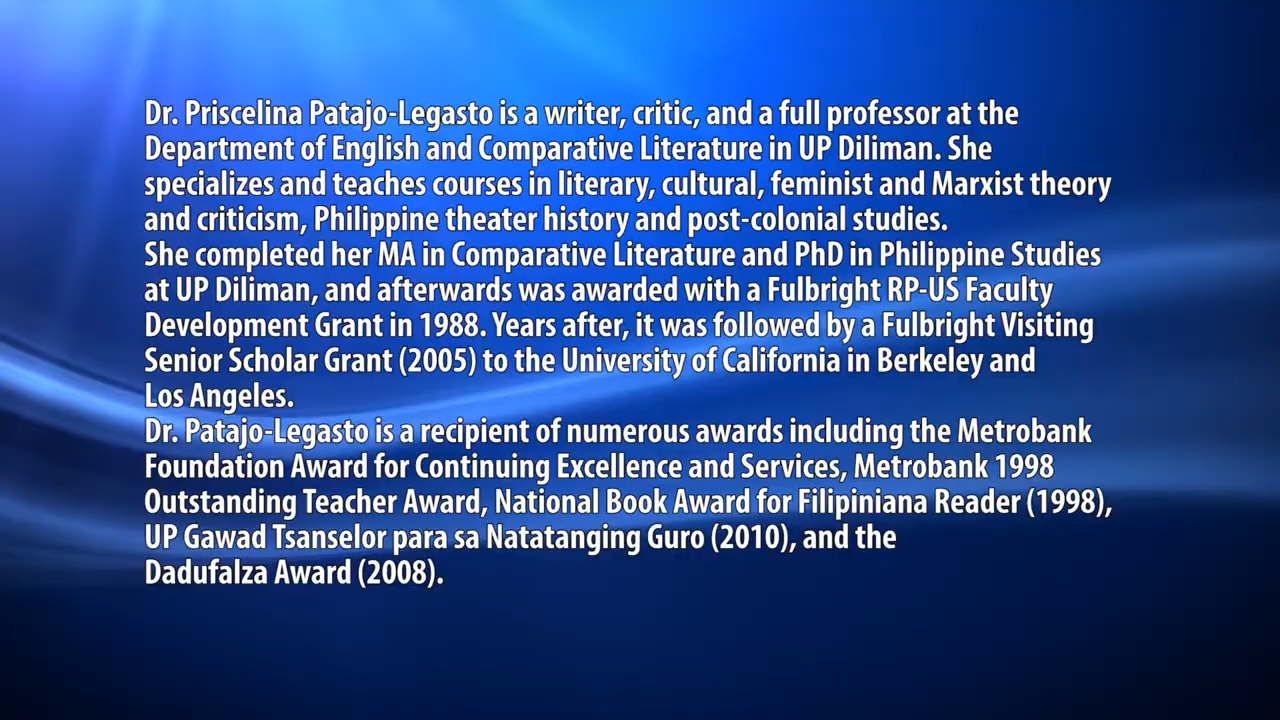 Dr. Priscelina Patajo-Legasto is a writer, critic, and a full professor at the
Department of English and Comparative Literature in UP Diliman. She
specializes and teaches courses in literary, cultural, feminist and Marxist theory
and criticism, Philippine theater history and post-colonial studies.
She completed her MA in Comparative Literature and PhD in Philippine Studies
at UP Diliman, and afterwards was awarded with a Fulbright RP-US Faculty
Development Grant in 1988. Years after, it was followed by a Fulbright Visiting
Senior Scholar Grant (2005) to the University of California in Berkeley and
Los Angeles.
Dr. Patajo-Legasto is a recipient of numerous awards including the Metrobank
Foundation Award for Continuing Excellence and Services, Metrobank 1998
Outstanding Teacher Award, National Book Award for Filipiniana Reader (1998),
UP Gawad Tsanselor para sa Natatanging Guro (2010), and the
Dadufalza Award (2008).